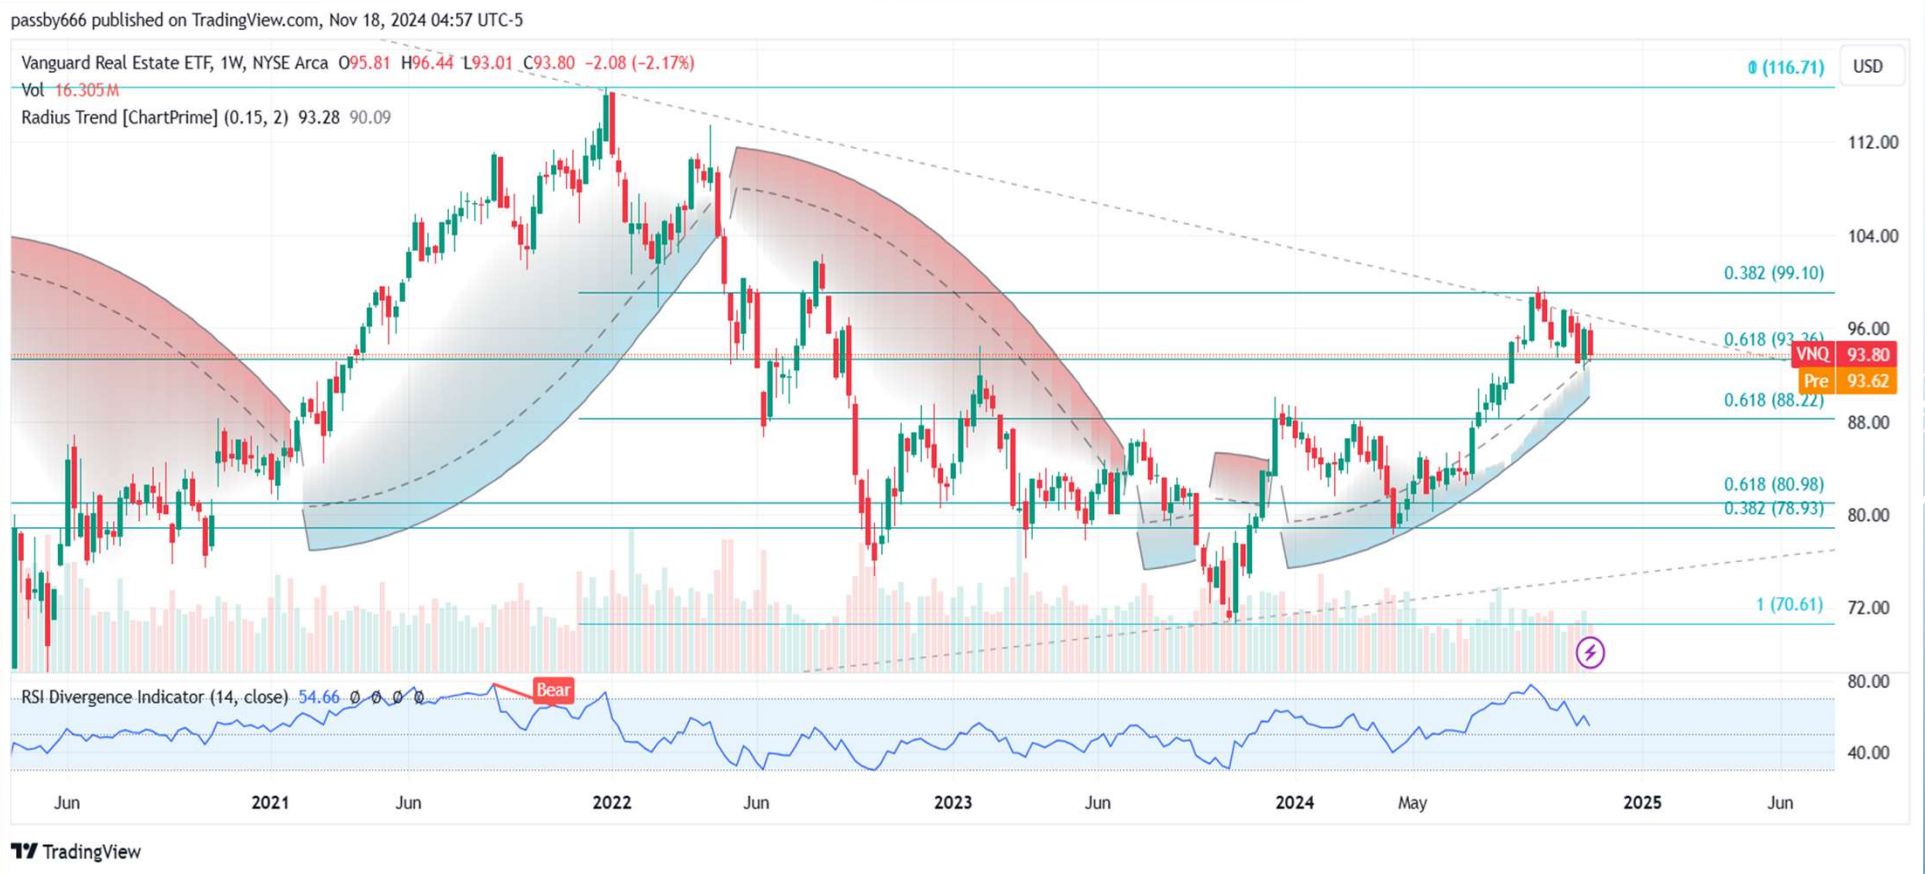 passby666 published on TradingView.com, Nov 18, 2024 04:57 UTC-5
Vanguard Real Estate ETF, 1W, NYSE Arca O95.81 H96.44 L93.01 C93.80 −2.08 (−2.17%)
Vol 16.305M
Radius Trend [ChartPrime] (0.15, 2) 93.28 90.09
(116.71)
USD
112.00
104.00
0.382 (99.10)
96.00
0.618 (93.36)
VNQ 93.80
Pre 93.62
0.618 (88.22)
88.00
0.618 (80.98)
0.382 (78.93)
80.00
1 (70.61)
72.00
RSI Divergence Indicator (14, close) 54.66 Ø Ø Ø Ø
Bear
80.00
40.00
Jun 2021 Jun 2022 Jun 2023 Jun 2024 May 2025 Jun
TradingView